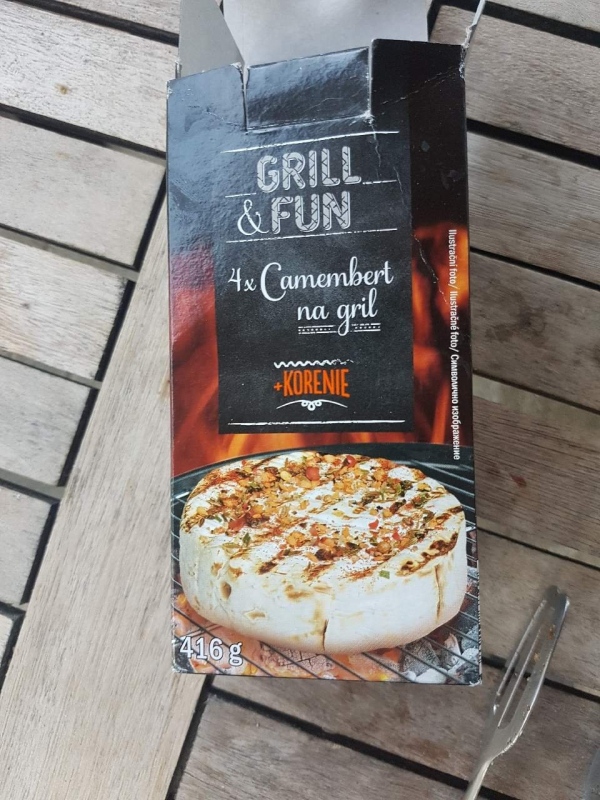 GRILL
& FUN
4x Camembert
na gril
+KORENIE
Ilustrační foto/ Ilustračné foto/ Символично изображение
416 g